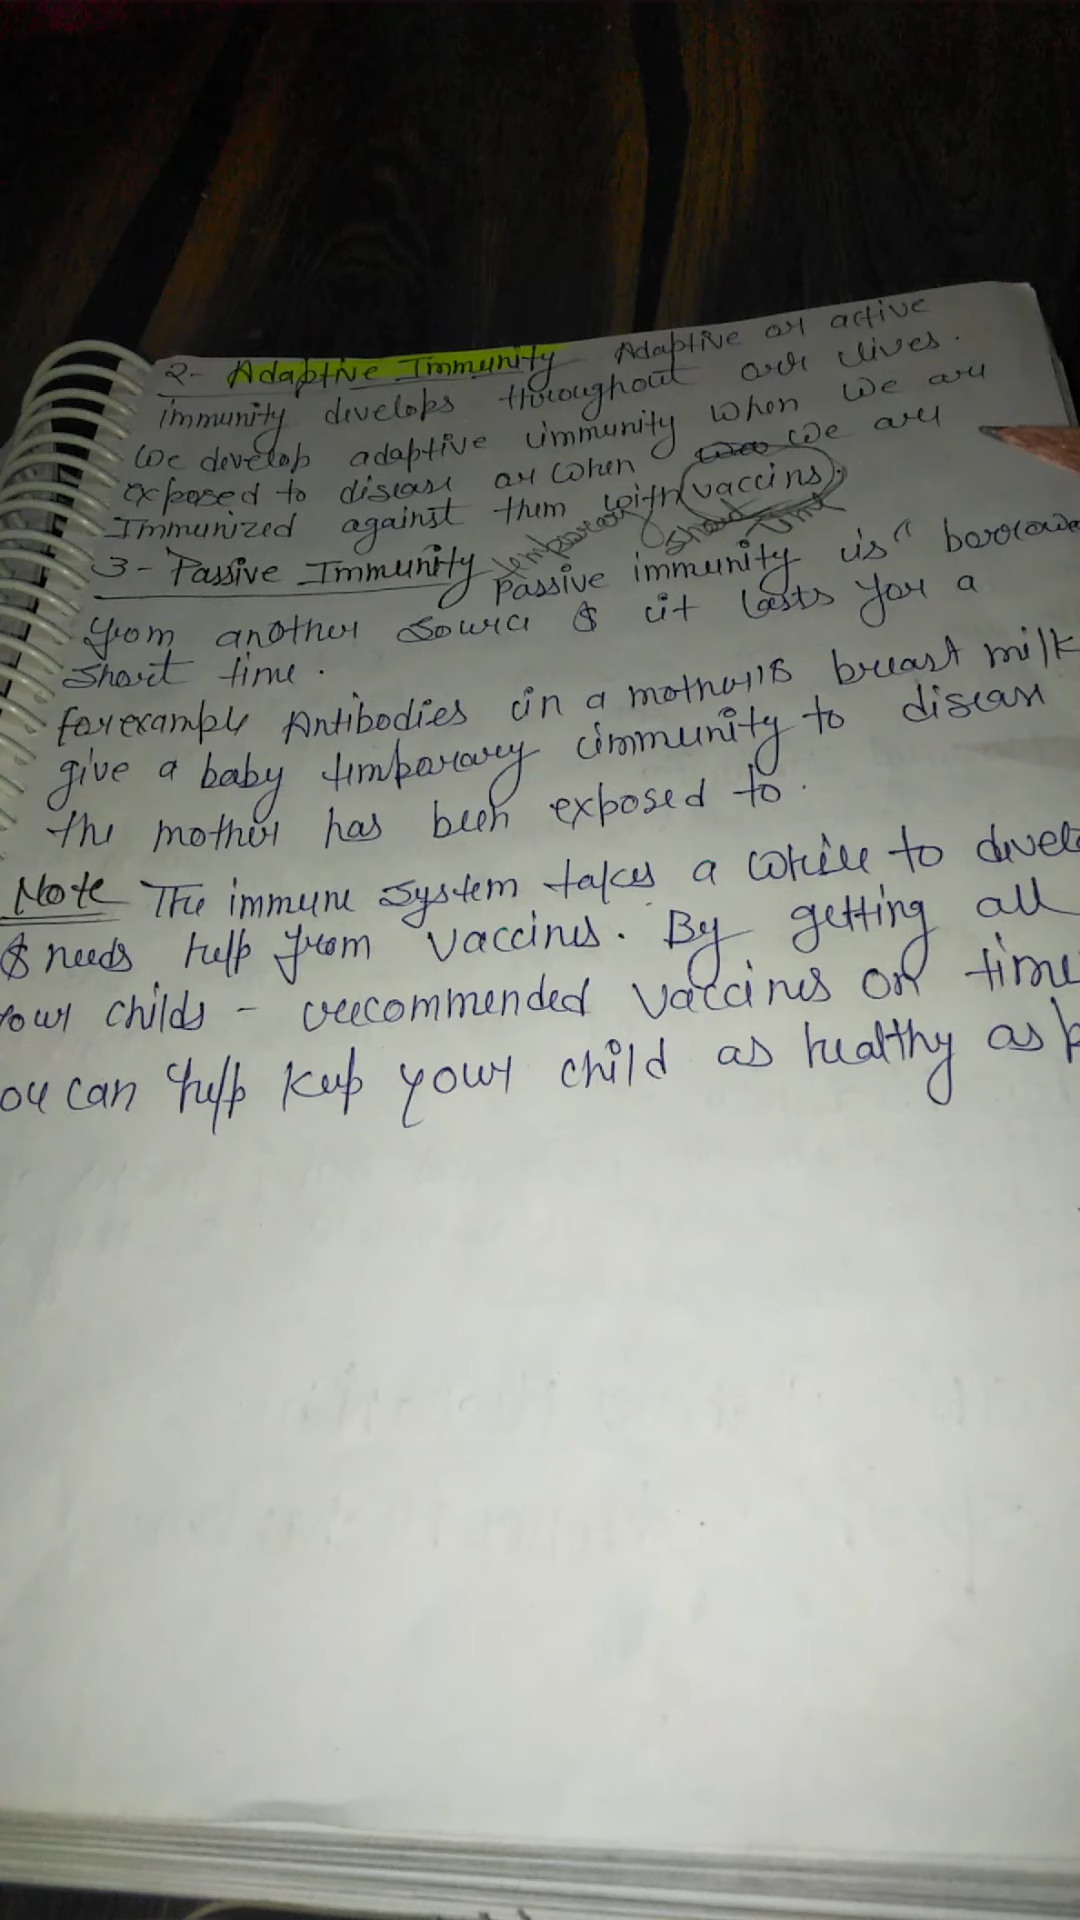 2- Adaptive Immunity Adaptive or active
immunity develops throughout our lives.
We develop adaptive immunity when we are
exposed to disease or when we are
Immunized against them with vaccins.
temporary short time
3- Passive Immunity Passive immunity is "borrowe
from another source & it lasts for a
short time.
for example Antibodies in a mother's breast milk
give a baby temporary immunity to disease
the mother has been exposed to.
Note The immune system takes a while to devel
& needs help from vaccines. By getting all
your childs - recommended vaccines on time
ou can help keep your child as healthy as p